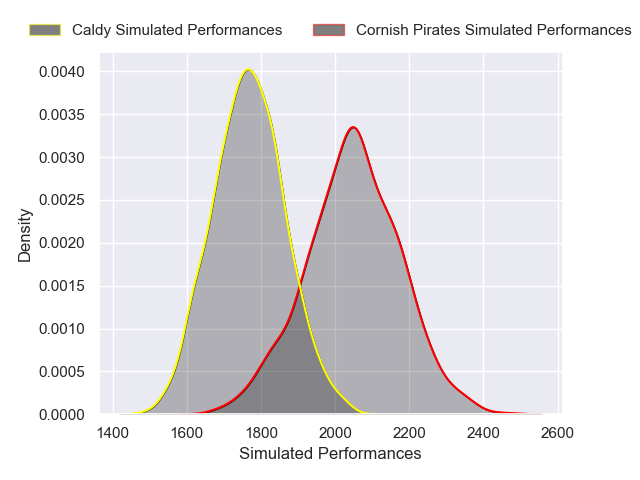 Caldy Simulated Performances Cornish Pirates Simulated Performances
0.0040
0.0035
0.0030
0.0025
0.0020
0.0015
0.0010
0.0005
0.0000
Density
1400 1600 1800 2000 2200 2400 2600
Simulated Performances